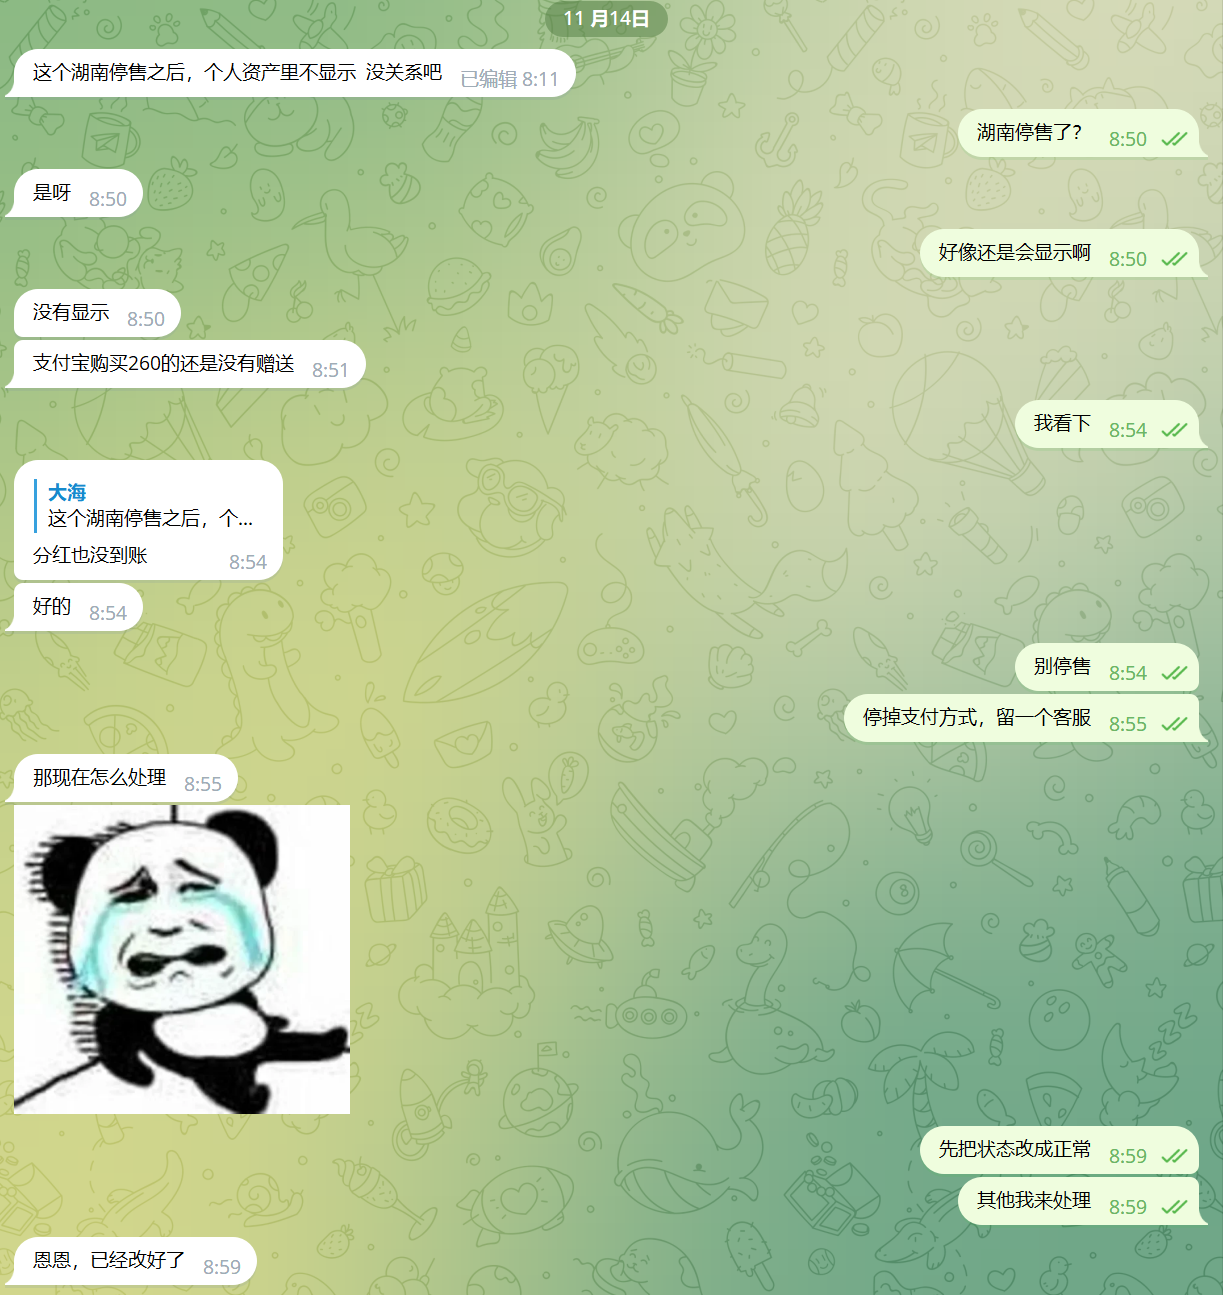 11 月14日
这个湖南停售之后，个人资产里不显示  没关系吧 已编辑 8:11
湖南停售了？ 8:50
是呀 8:50
好像还是会显示啊 8:50
没有显示 8:50
支付宝购买260的还是没有赠送 8:51
我看下 8:54
大海
这个湖南停售之后，个...
分红也没到账 8:54
好的 8:54
别停售 8:54
停掉支付方式，留一个客服 8:55
那现在怎么处理 8:55
先把状态改成正常 8:59
其他我来处理 8:59
恩恩，已经改好了 8:59